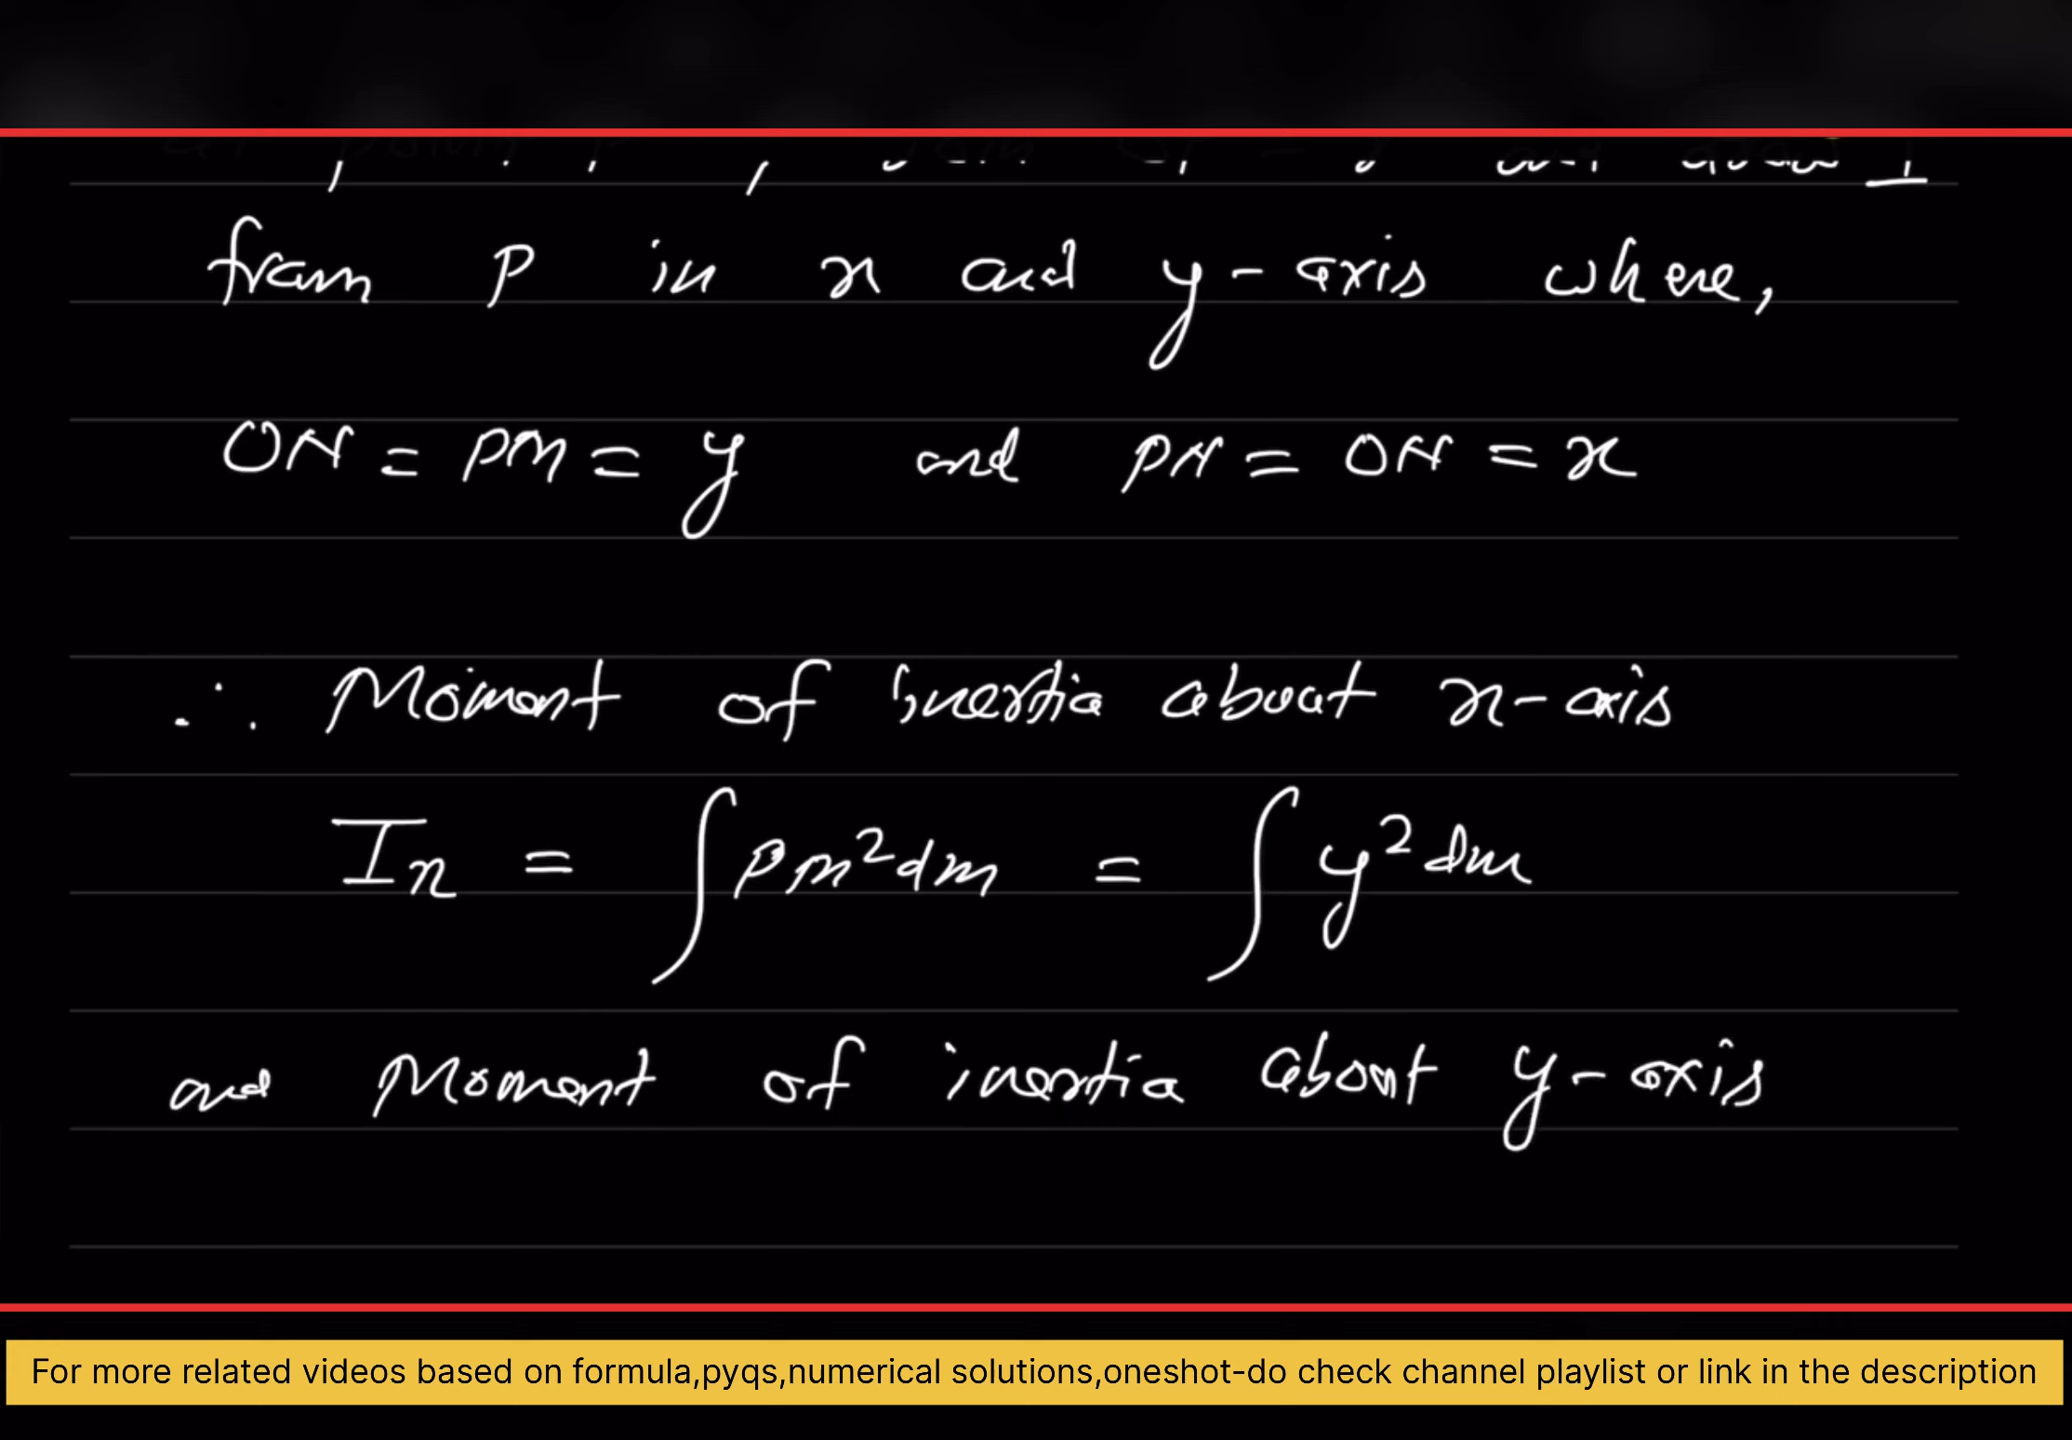 from P in x and y-axis where,
ON = PM = y and PN = ON = x
∴ Moment of inertia about x-axis
Ix = ∫PM²dm = ∫y²dm
and Moment of inertia about y-axis
For more related videos based on formula,pyqs,numerical solutions,oneshot-do check channel playlist or link in the description